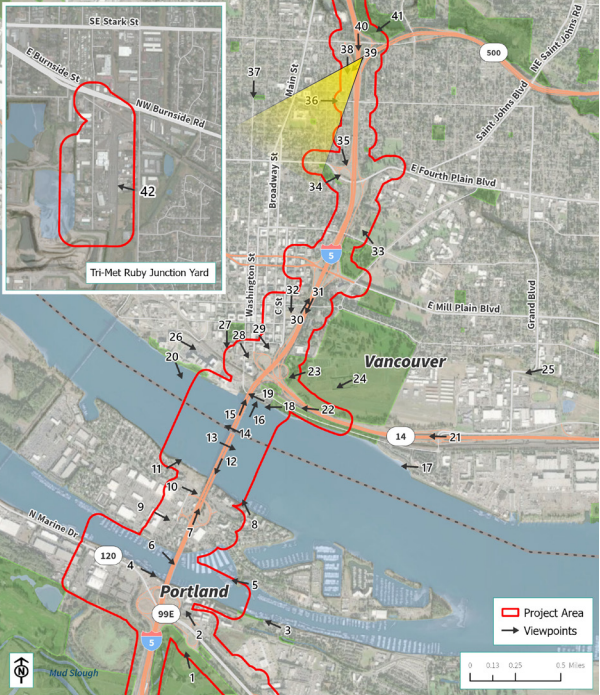 SE Stark St
E Burnside St
NW Burnside Rd
42
Tri-Met Ruby Junction Yard
40
41
38
39
37
36
35
34
33
32
31
30
500
NE Saint Johns Rd
Saint Johns Blvd
Main St
Broadway St
E Fourth Plain Blvd
5
Washington St
C St
E Mill Plain Blvd
Grand Blvd
27
26
28
29
20
Vancouver
23
24
25
22
19
18
15
16
14
21
14
17
13
12
11
10
9
8
7
N Marine Dr
120
6
4
5
Portland
99E
3
2
5
1
Mud Slough
N
Project Area
Viewpoints
0 0.13 0.25 0.5 Miles